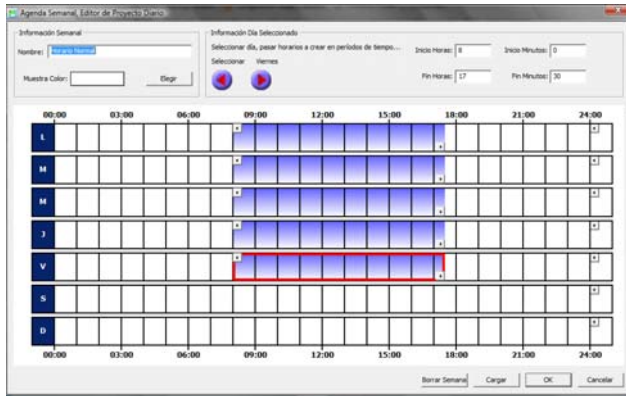 Agenda Semanal, Editor de Proyecto Diario
Información Semanal
Nombre: Horario Normal
Muestra Color:
Elegir
Información Día Seleccionado
Seleccionar día, pasar horarios a crear en períodos de tiempo...
Seleccionar Viernes
Inicio Horas: 8
Inicio Minutos: 0
Fin Horas: 17
Fin Minutos: 30
00:00 03:00 06:00 09:00 12:00 15:00 18:00 21:00 24:00
L
M
M
J
V
S
D
00:00 03:00 06:00 09:00 12:00 15:00 18:00 21:00 24:00
Borrar Semana Cargar OK Cancelar